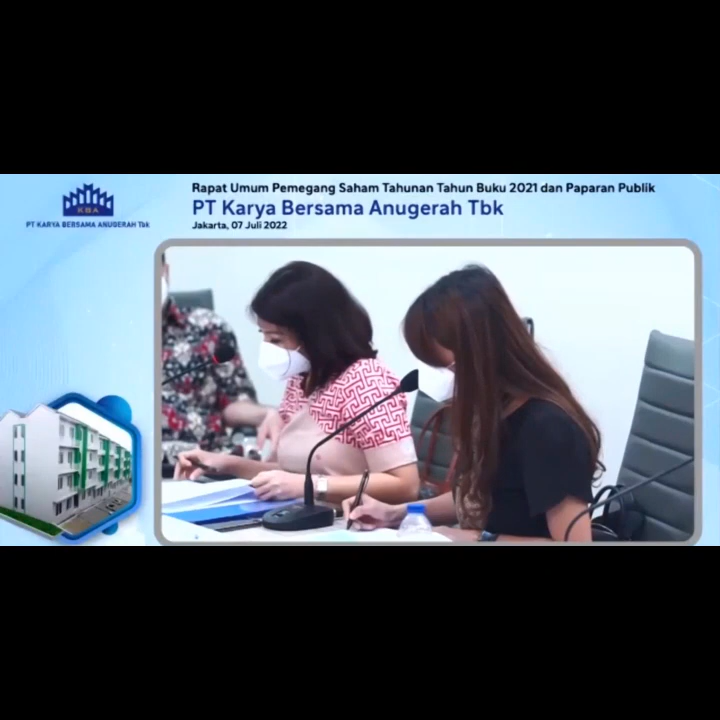 KBA
PT KARYA BERSAMA ANUGERAH Tbk
Rapat Umum Pemegang Saham Tahunan Tahun Buku 2021 dan Paparan Publik
PT Karya Bersama Anugerah Tbk
Jakarta, 07 Juli 2022